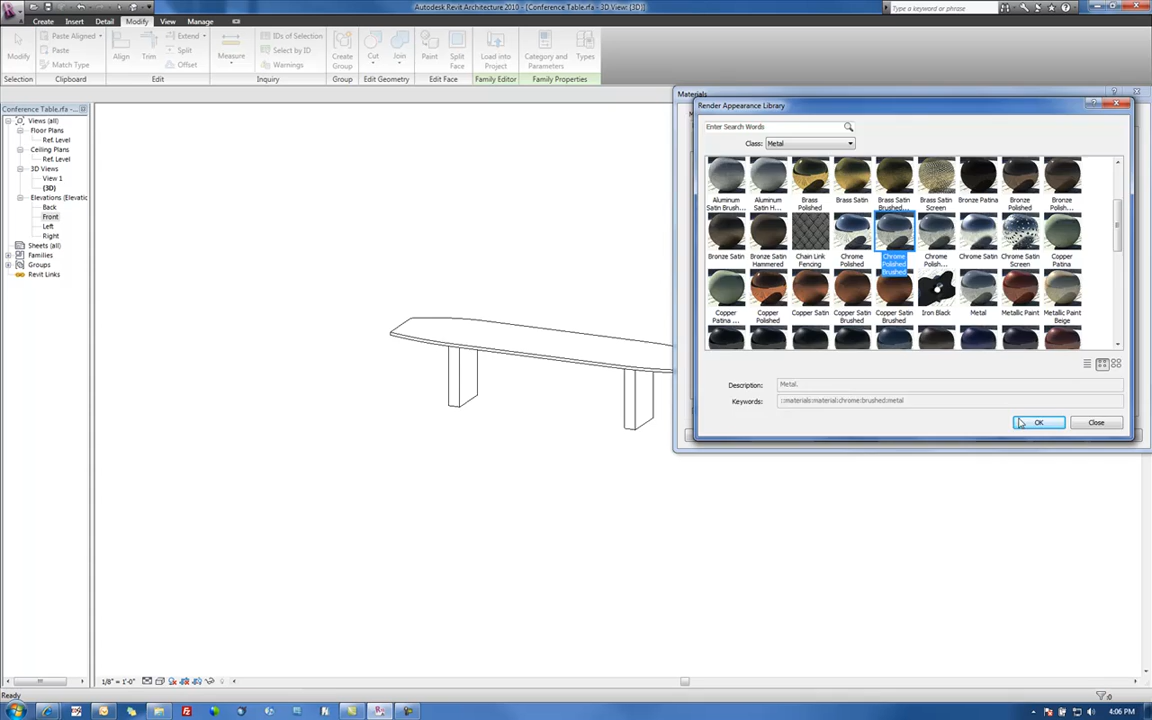 Autodesk Revit Architecture 2010 - Conference Table.rfa - 3D View: {3D}
Type a keyword or phrase
Create Insert Detail Modify View Manage
Modify
Paste Aligned
Paste
Match Type
Align
Trim
Extend
Split
Offset
Measure
IDs of Selection
Select by ID
Warnings
Create Group
Cut
Join
Paint
Split Face
Load into Project
Category and Parameters
Types
Selection Clipboard Edit Inquiry Group Edit Geometry Edit Face Family Editor Family Properties
Conference Table.rfa -...
Views (all)
Floor Plans
Ref. Level
Ceiling Plans
Ref. Level
3D Views
View 1
{3D}
Elevations (Elevatic
Back
Front
Left
Right
Sheets (all)
Families
Groups
Revit Links
Materials
Render Appearance Library
Enter Search Words
Class: Metal
Aluminum Satin Brush...
Aluminum Satin H...
Brass Polished
Brass Satin
Brass Satin Brushed...
Brass Satin Screen
Bronze Patina
Bronze Polished
Bronze Polish...
Bronze Satin
Bronze Satin Hammered
Chain Link Fencing
Chrome Polished
Chrome Polished Brushed
Chrome Polish...
Chrome Satin
Chrome Satin Screen
Copper Patina
Copper Patina ...
Copper Polished
Copper Satin
Copper Satin Brushed
Copper Satin Brushed
Iron Black
Metal
Metallic Paint
Metallic Paint Beige
Description: Metal.
Keywords: ::materials:material:chrome:brushed:metal
OK Close
1/8" = 1'-0"
Ready
:0
4:06 PM